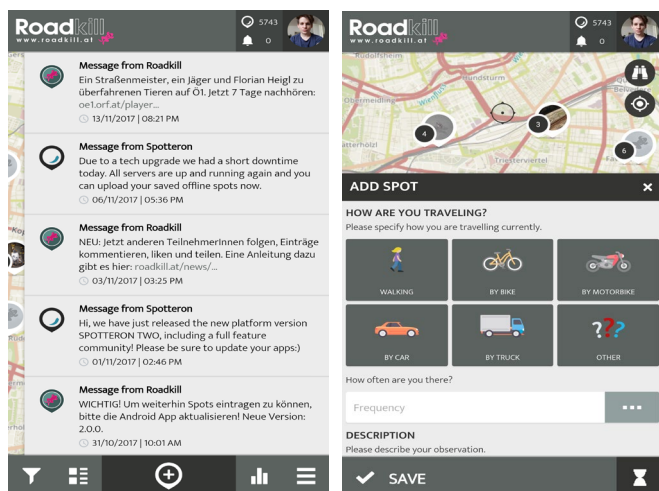 Roadkill
www.roadkill.at
5743
0
Message from Roadkill
Ein Straßenmeister, ein Jäger und Florian Heigl zu
überfahrenen Tieren auf Ö1. Jetzt 7 Tage nachhören:
oe1.orf.at/player...
13/11/2017 | 08:21 PM
Message from Spotteron
Due to a tech upgrade we had a short downtime
today. All servers are up and running again and you
can upload your saved offline spots now.
06/11/2017 | 05:36 PM
Message from Roadkill
NEU: Jetzt anderen TeilnehmerInnen folgen, Einträge
kommentieren, liken und teilen. Eine Anleitung dazu
gibt es hier: roadkill.at/news/...
03/11/2017 | 03:25 PM
Message from Spotteron
Hi, we have just released the new platform version
SPOTTERON TWO, including a full feature
community! Please be sure to update your apps:)
01/11/2017 | 02:46 PM
Message from Roadkill
WICHTIG! Um weiterhin Spots eintragen zu können,
bitte die Android App aktualisieren! Neue Version:
2.0.0.
31/10/2017 | 10:01 AM
Roadkill
www.roadkill.at
5743
0
Rudolfsheim
Hundsturm
Obermeidling
Wienfluss
Belvedere
4
3
6
Triesterviertel
ADD SPOT
HOW ARE YOU TRAVELING?
Please specify how you are travelling currently.
WALKING
BY BIKE
BY MOTORBIKE
BY CAR
BY TRUCK
???
OTHER
How often are you there?
Frequency
...
DESCRIPTION
Please describe your observation.
SAVE